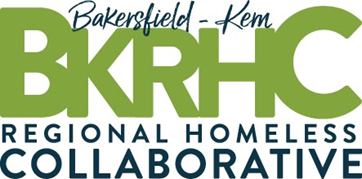 Bakersfield - Kern
BKRHC
REGIONAL HOMELESS
COLLABORATIVE